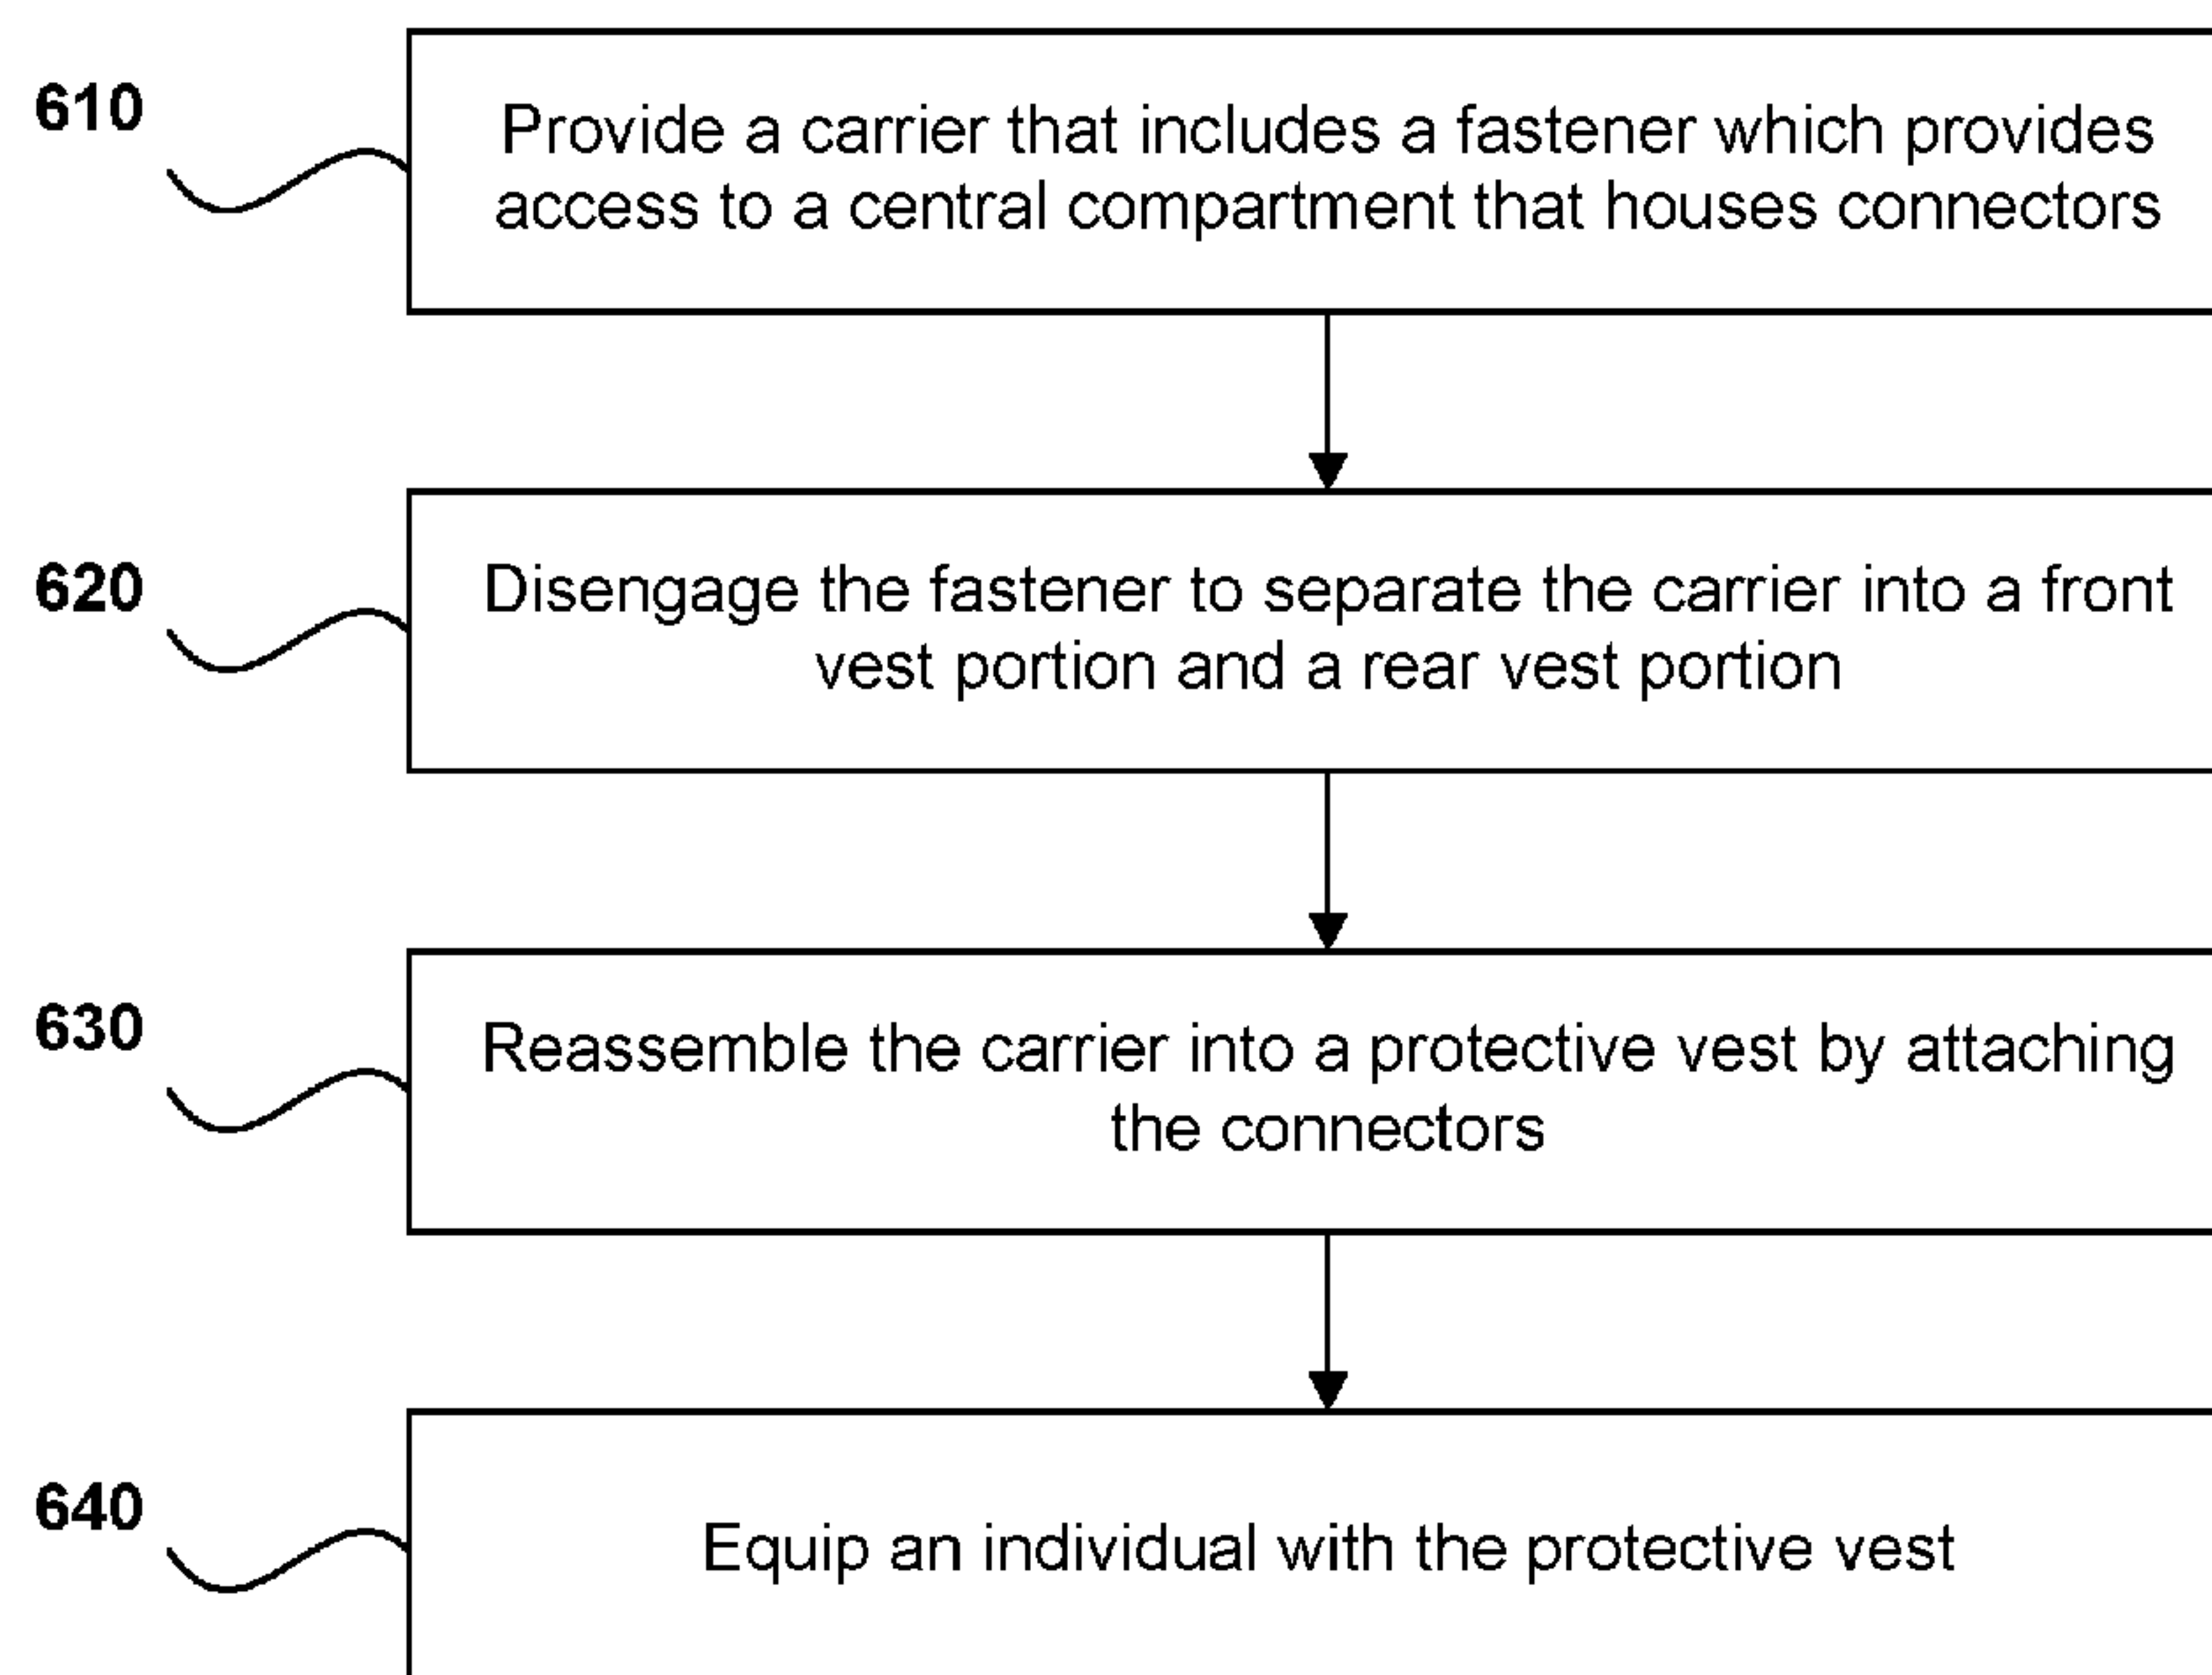 610
Provide a carrier that includes a fastener which provides
access to a central compartment that houses connectors
620
Disengage the fastener to separate the carrier into a front
vest portion and a rear vest portion
630
Reassemble the carrier into a protective vest by attaching
the connectors
640
Equip an individual with the protective vest